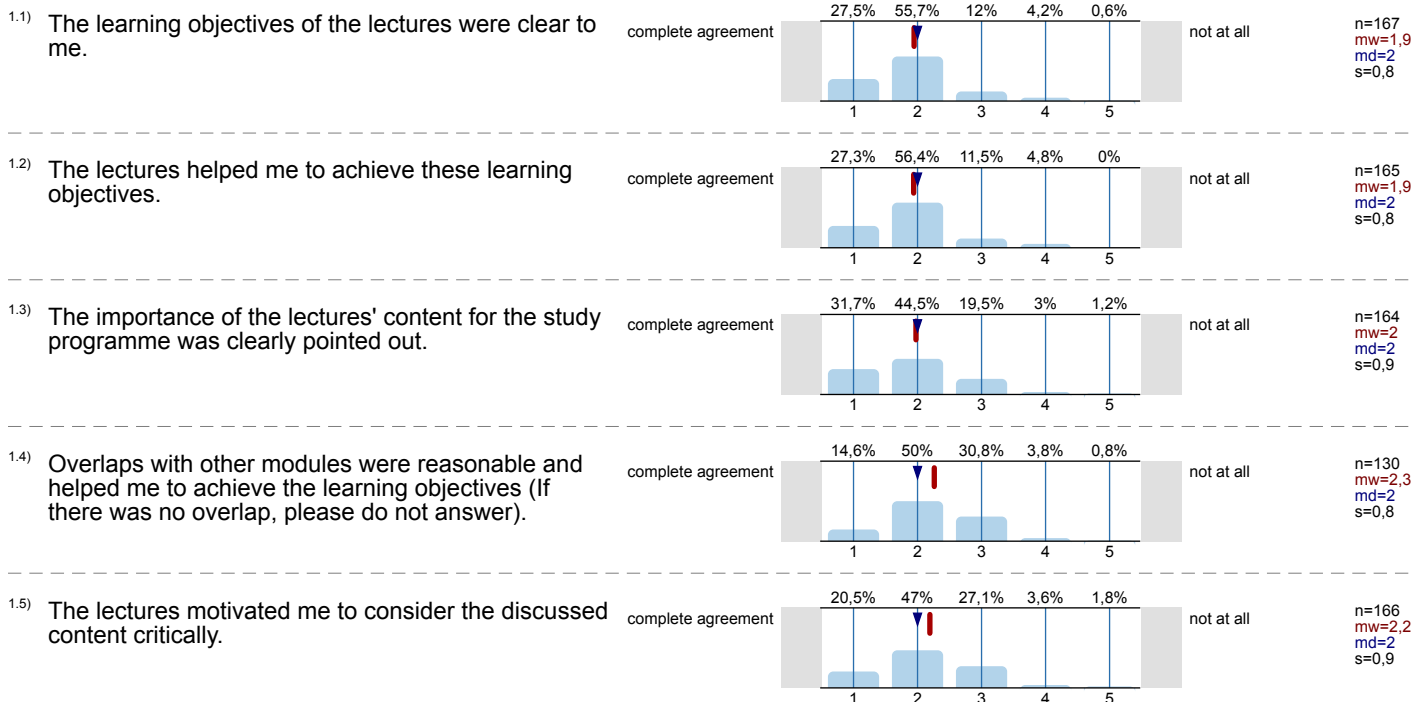 1.1) The learning objectives of the lectures were clear to
me.
complete agreement
27,5% 55,7% 12% 4,2% 0,6%
1 2 3 4 5
not at all
n=167
mw=1,9
md=2
s=0,8
1.2) The lectures helped me to achieve these learning
objectives.
complete agreement
27,3% 56,4% 11,5% 4,8% 0%
1 2 3 4 5
not at all
n=165
mw=1,9
md=2
s=0,8
1.3) The importance of the lectures' content for the study
programme was clearly pointed out.
complete agreement
31,7% 44,5% 19,5% 3% 1,2%
1 2 3 4 5
not at all
n=164
mw=2
md=2
s=0,9
1.4) Overlaps with other modules were reasonable and
helped me to achieve the learning objectives (If
there was no overlap, please do not answer).
complete agreement
14,6% 50% 30,8% 3,8% 0,8%
1 2 3 4 5
not at all
n=130
mw=2,3
md=2
s=0,8
1.5) The lectures motivated me to consider the discussed
content critically.
complete agreement
20,5% 47% 27,1% 3,6% 1,8%
1 2 3 4 5
not at all
n=166
mw=2,2
md=2
s=0,9